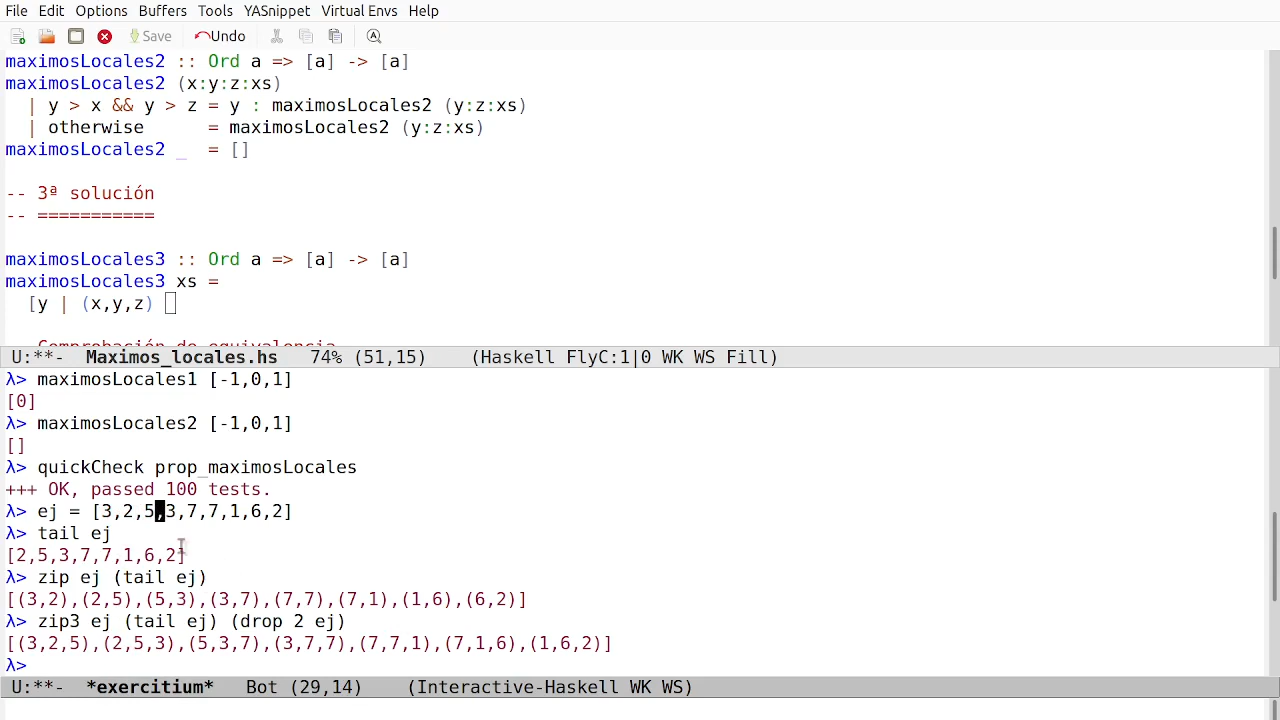 File Edit Options Buffers Tools YASnippet Virtual Envs Help
Save Undo
maximosLocales2 :: Ord a => [a] -> [a]
maximosLocales2 (x:y:z:xs)
  | y > x && y > z = y : maximosLocales2 (y:z:xs)
  | otherwise      = maximosLocales2 (y:z:xs)
maximosLocales2 _  = []
-- 3ª solución
-- ===========
maximosLocales3 :: Ord a => [a] -> [a]
maximosLocales3 xs =
  [y | (x,y,z)
-- Comprobación de equivalencia
U:**-  Maximos_locales.hs   74% (51,15)    (Haskell FlyC:1|0 WK WS Fill)
λ> maximosLocales1 [-1,0,1]
[0]
λ> maximosLocales2 [-1,0,1]
[]
λ> quickCheck prop_maximosLocales
+++ OK, passed 100 tests.
λ> ej = [3,2,5,3,7,7,1,6,2]
λ> tail ej
[2,5,3,7,7,1,6,2]
λ> zip ej (tail ej)
[(3,2),(2,5),(5,3),(3,7),(7,7),(7,1),(1,6),(6,2)]
λ> zip3 ej (tail ej) (drop 2 ej)
[(3,2,5),(2,5,3),(5,3,7),(3,7,7),(7,7,1),(7,1,6),(1,6,2)]
λ>
U:**-  *exercitium*   Bot (29,14)    (Interactive-Haskell WK WS)